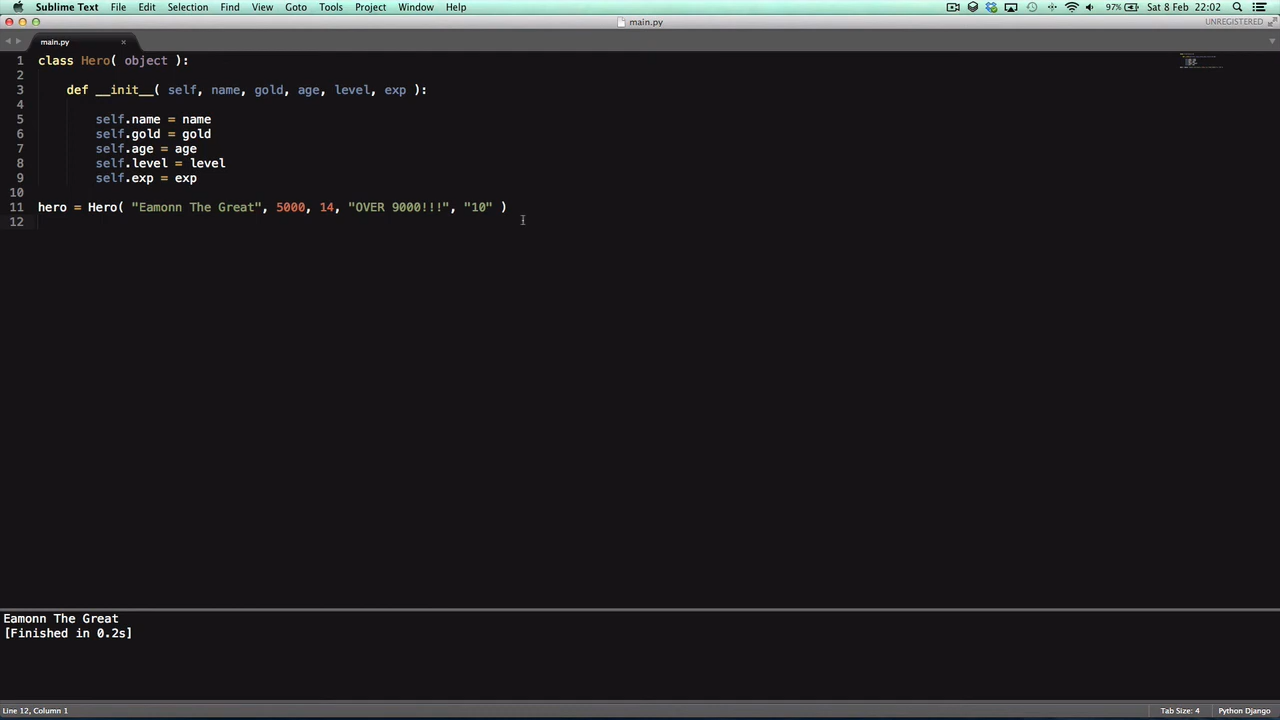 Sublime Text File Edit Selection Find View Goto Tools Project Window Help 97% Sat 8 Feb 22:02
main.py UNREGISTERED
main.py
1 class Hero( object ):
2
3 def __init__( self, name, gold, age, level, exp ):
4
5 self.name = name
6 self.gold = gold
7 self.age = age
8 self.level = level
9 self.exp = exp
10
11 hero = Hero( "Eamonn The Great", 5000, 14, "OVER 9000!!!", "10" )
12
Eamonn The Great
[Finished in 0.2s]
Line 12, Column 1 Tab Size: 4 Python Django